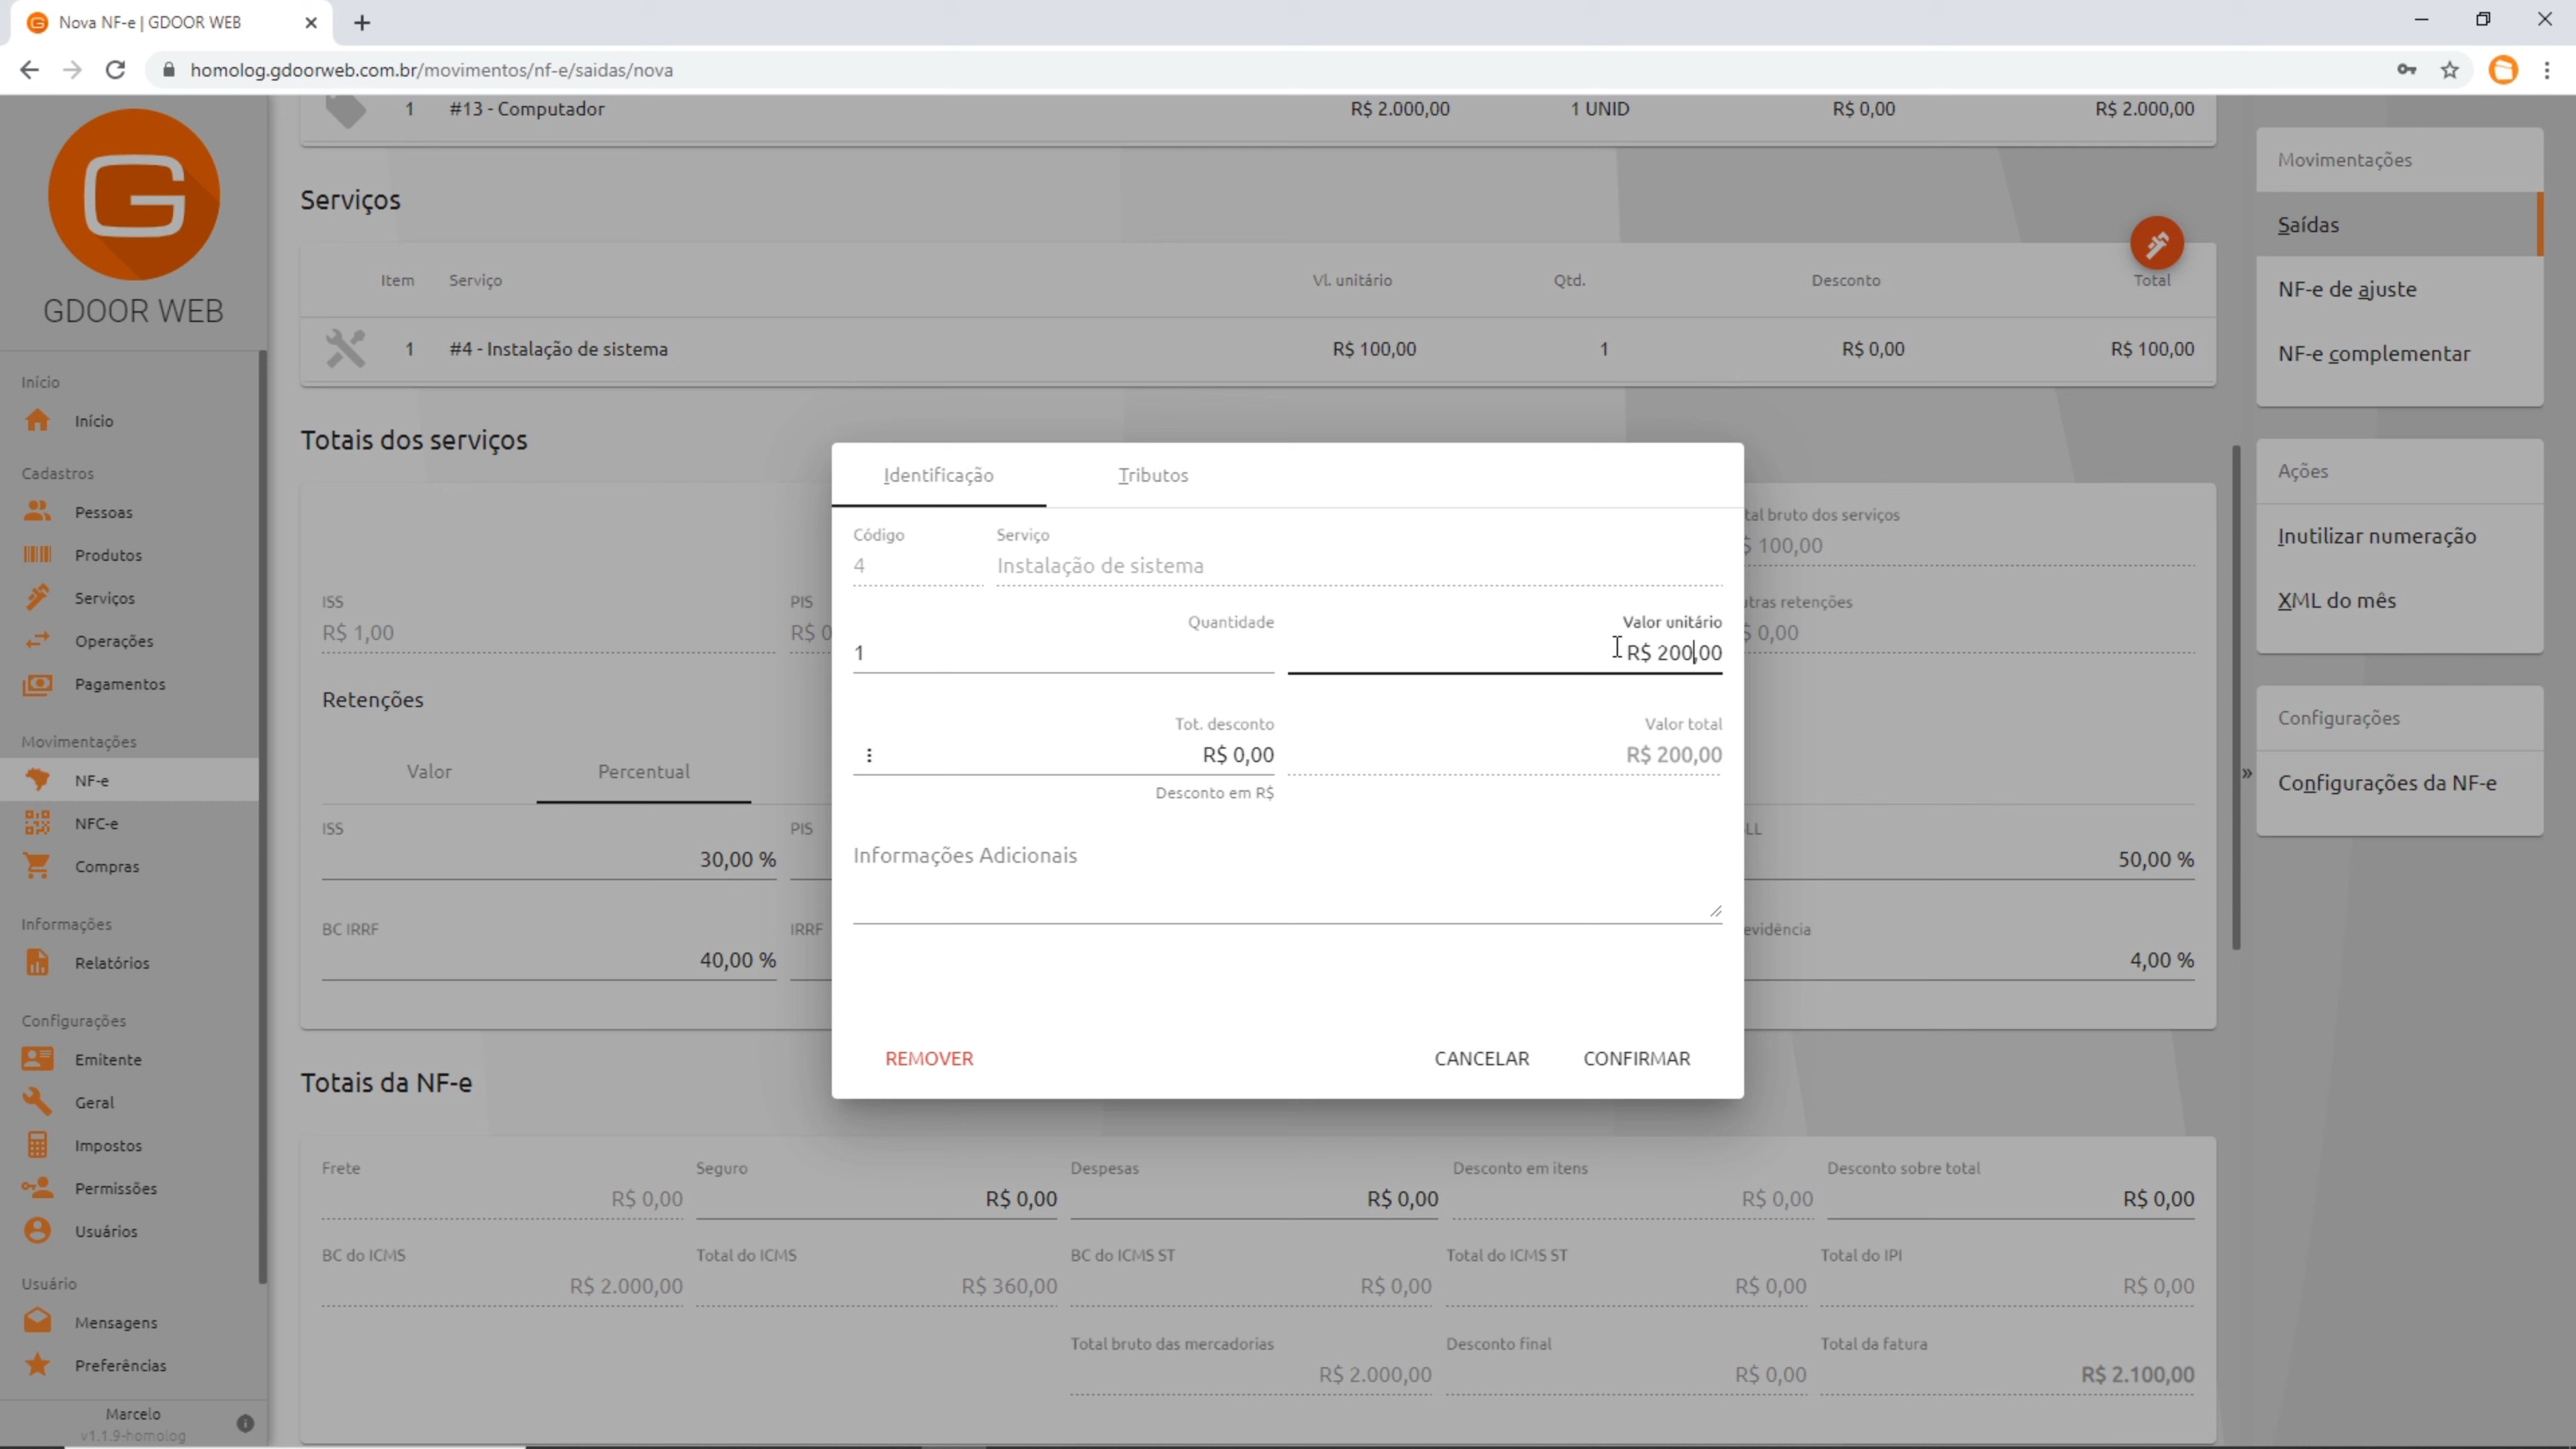 Nova NF-e | GDOOR WEB
homolog.gdoorweb.com.br/movimentos/nf-e/saidas/nova
GDOOR WEB
Início
Início
Cadastros
Pessoas
Produtos
Serviços
Operações
Pagamentos
Movimentações
NF-e
NFC-e
Compras
Informações
Relatórios
Configurações
Emitente
Geral
Impostos
Permissões
Usuários
Usuário
Mensagens
Preferências
Marcelo
v1.1.9-homolog
1 #13 - Computador R$ 2.000,00 1 UNID R$ 0,00 R$ 2.000,00
Serviços
Item Serviço Vl. unitário Qtd. Desconto Total
1 #4 - Instalação de sistema R$ 100,00 1 R$ 0,00 R$ 100,00
Totais dos serviços
tal bruto dos serviços
$ 100,00
ISS PIS tras retenções
R$ 1,00 R$ 0 $ 0,00
Retenções
Valor Percentual
ISS PIS LL
30,00 % 50,00 %
BC IRRF IRRF evidência
40,00 % 4,00 %
Identificação Tributos
Código Serviço
4 Instalação de sistema
Quantidade Valor unitário
1 R$ 200,00
Tot. desconto Valor total
R$ 0,00 R$ 200,00
Desconto em R$
Informações Adicionais
REMOVER CANCELAR CONFIRMAR
Totais da NF-e
Frete Seguro Despesas Desconto em itens Desconto sobre total
R$ 0,00 R$ 0,00 R$ 0,00 R$ 0,00 R$ 0,00
BC do ICMS Total do ICMS BC do ICMS ST Total do ICMS ST Total do IPI
R$ 2.000,00 R$ 360,00 R$ 0,00 R$ 0,00 R$ 0,00
Total bruto das mercadorias Desconto final Total da fatura
R$ 2.000,00 R$ 0,00 R$ 2.100,00
Movimentações
Saídas
NF-e de ajuste
NF-e complementar
Ações
Inutilizar numeração
XML do mês
Configurações
Configurações da NF-e